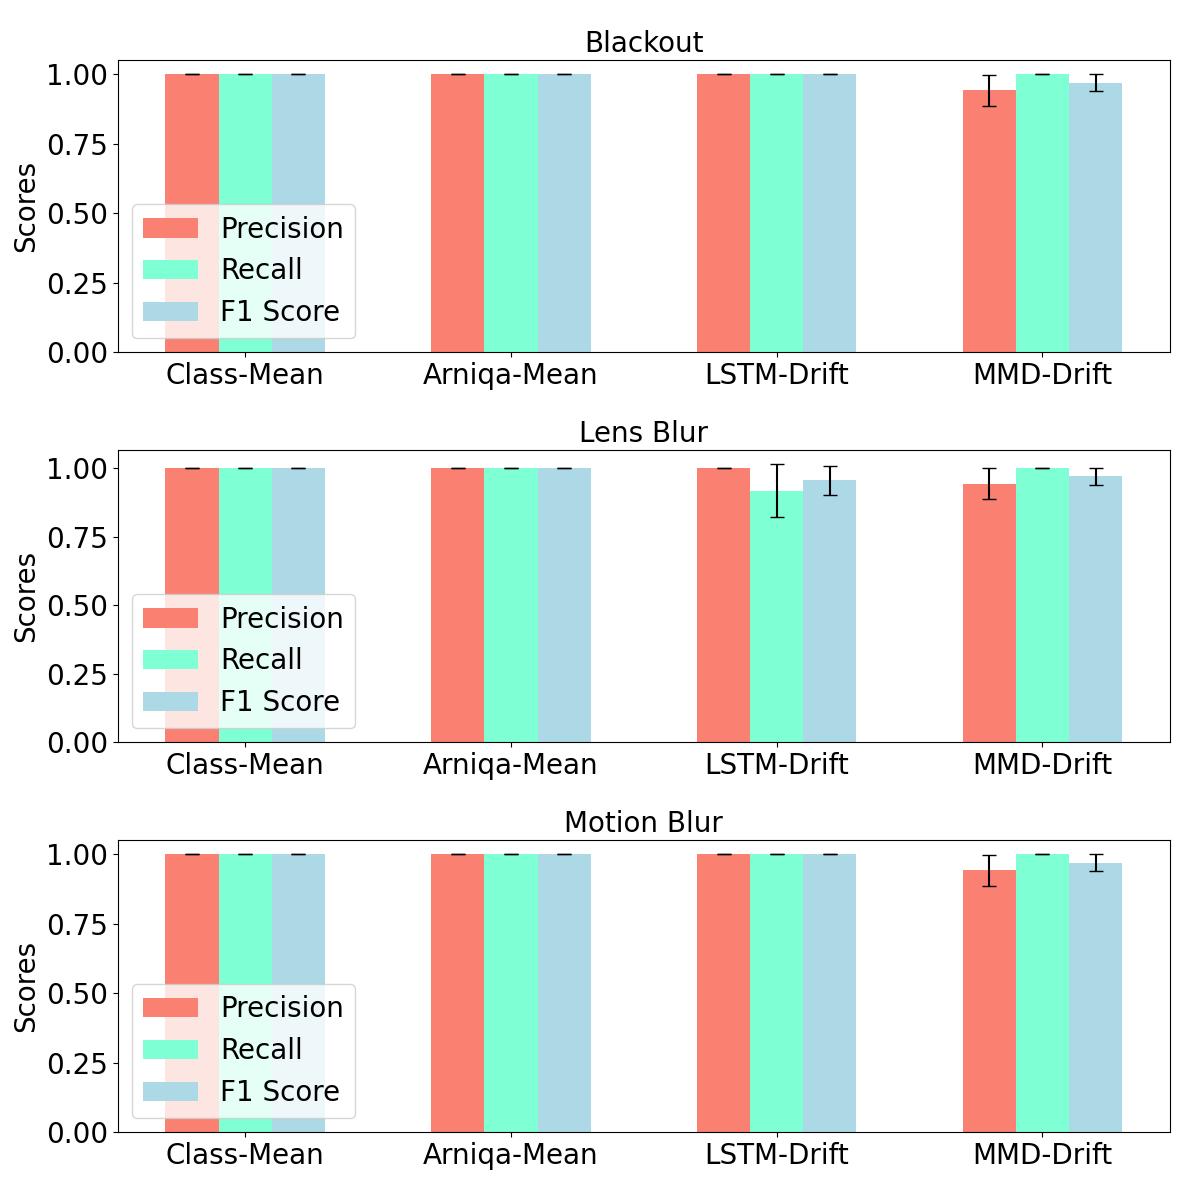 Blackout
Scores
1.00
0.75
0.50
0.25
0.00
Precision
Recall
F1 Score
Class-Mean Arniqa-Mean LSTM-Drift MMD-Drift
Lens Blur
Scores
1.00
0.75
0.50
0.25
0.00
Precision
Recall
F1 Score
Class-Mean Arniqa-Mean LSTM-Drift MMD-Drift
Motion Blur
Scores
1.00
0.75
0.50
0.25
0.00
Precision
Recall
F1 Score
Class-Mean Arniqa-Mean LSTM-Drift MMD-Drift